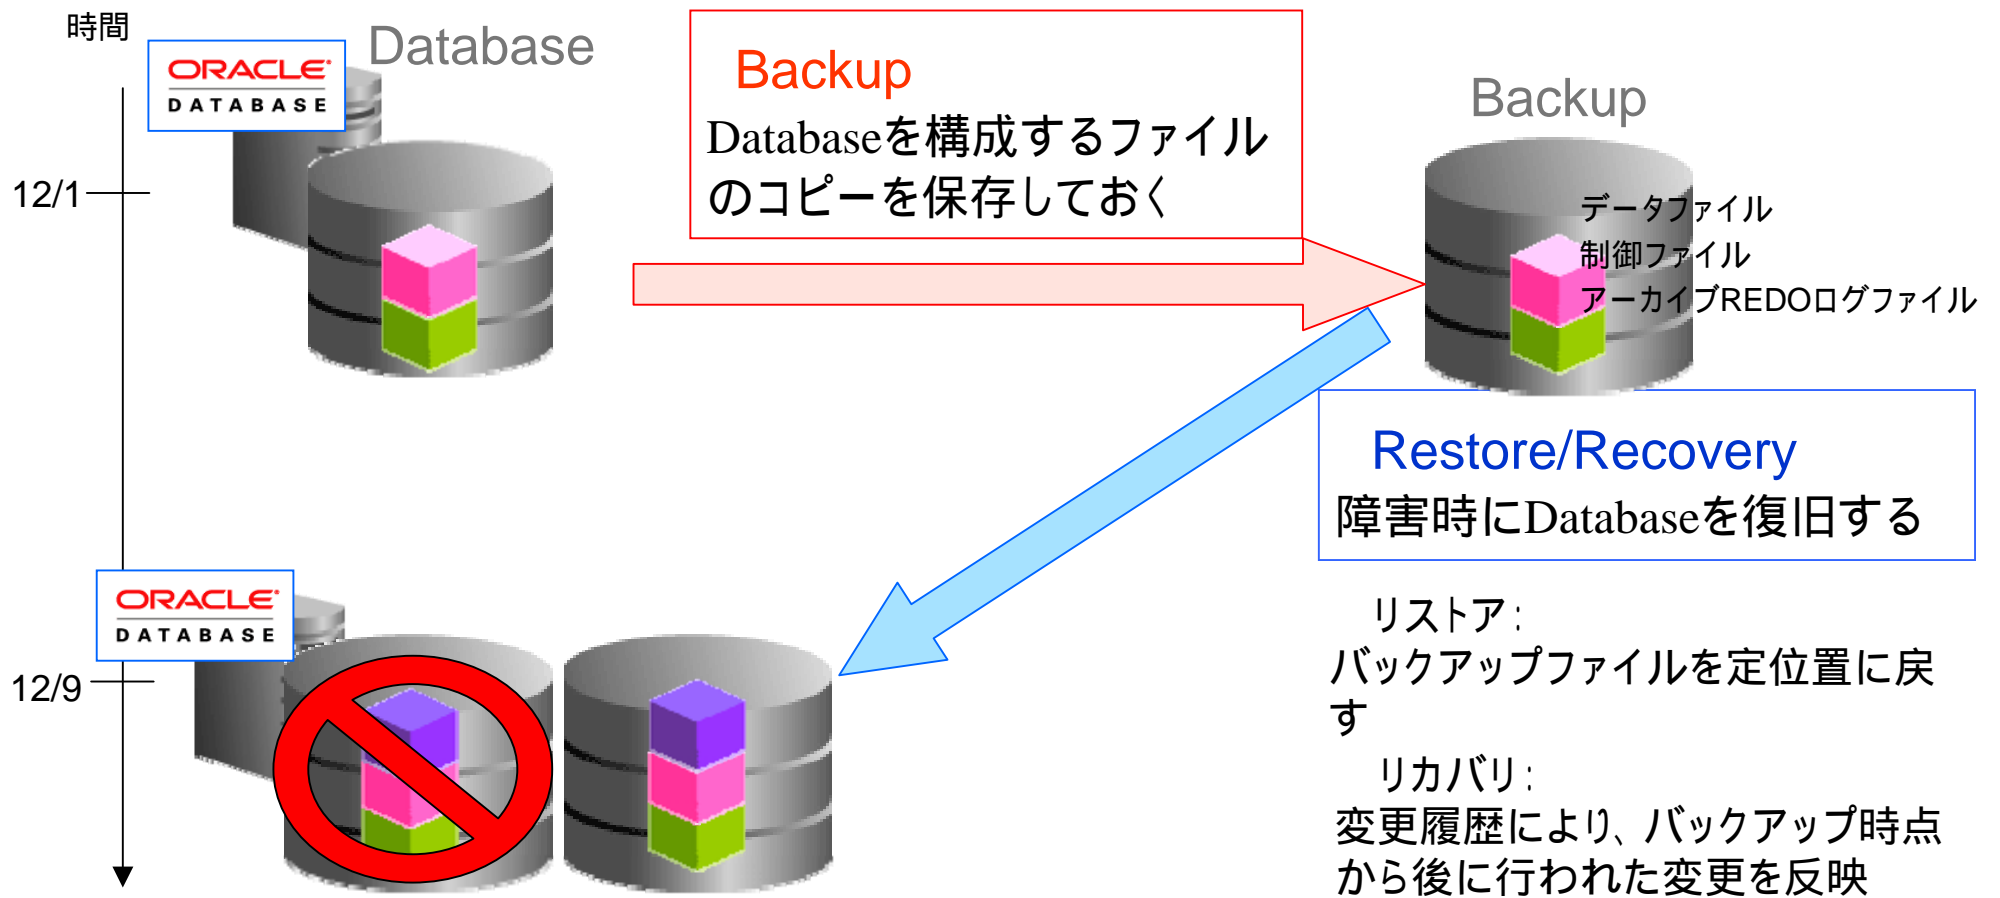 時間
ORACLE®
DATABASE
Database
12/1
Backup
Databaseを構成するファイル
のコピーを保存しておく
Backup
データファイル
制御ファイル
アーカイブREDOログファイル
Restore/Recovery
障害時にDatabaseを復旧する
ORACLE®
DATABASE
12/9
リストア：
バックアップファイルを定位置に戻
す
リカバリ：
変更履歴により、バックアップ時点
から後に行われた変更を反映